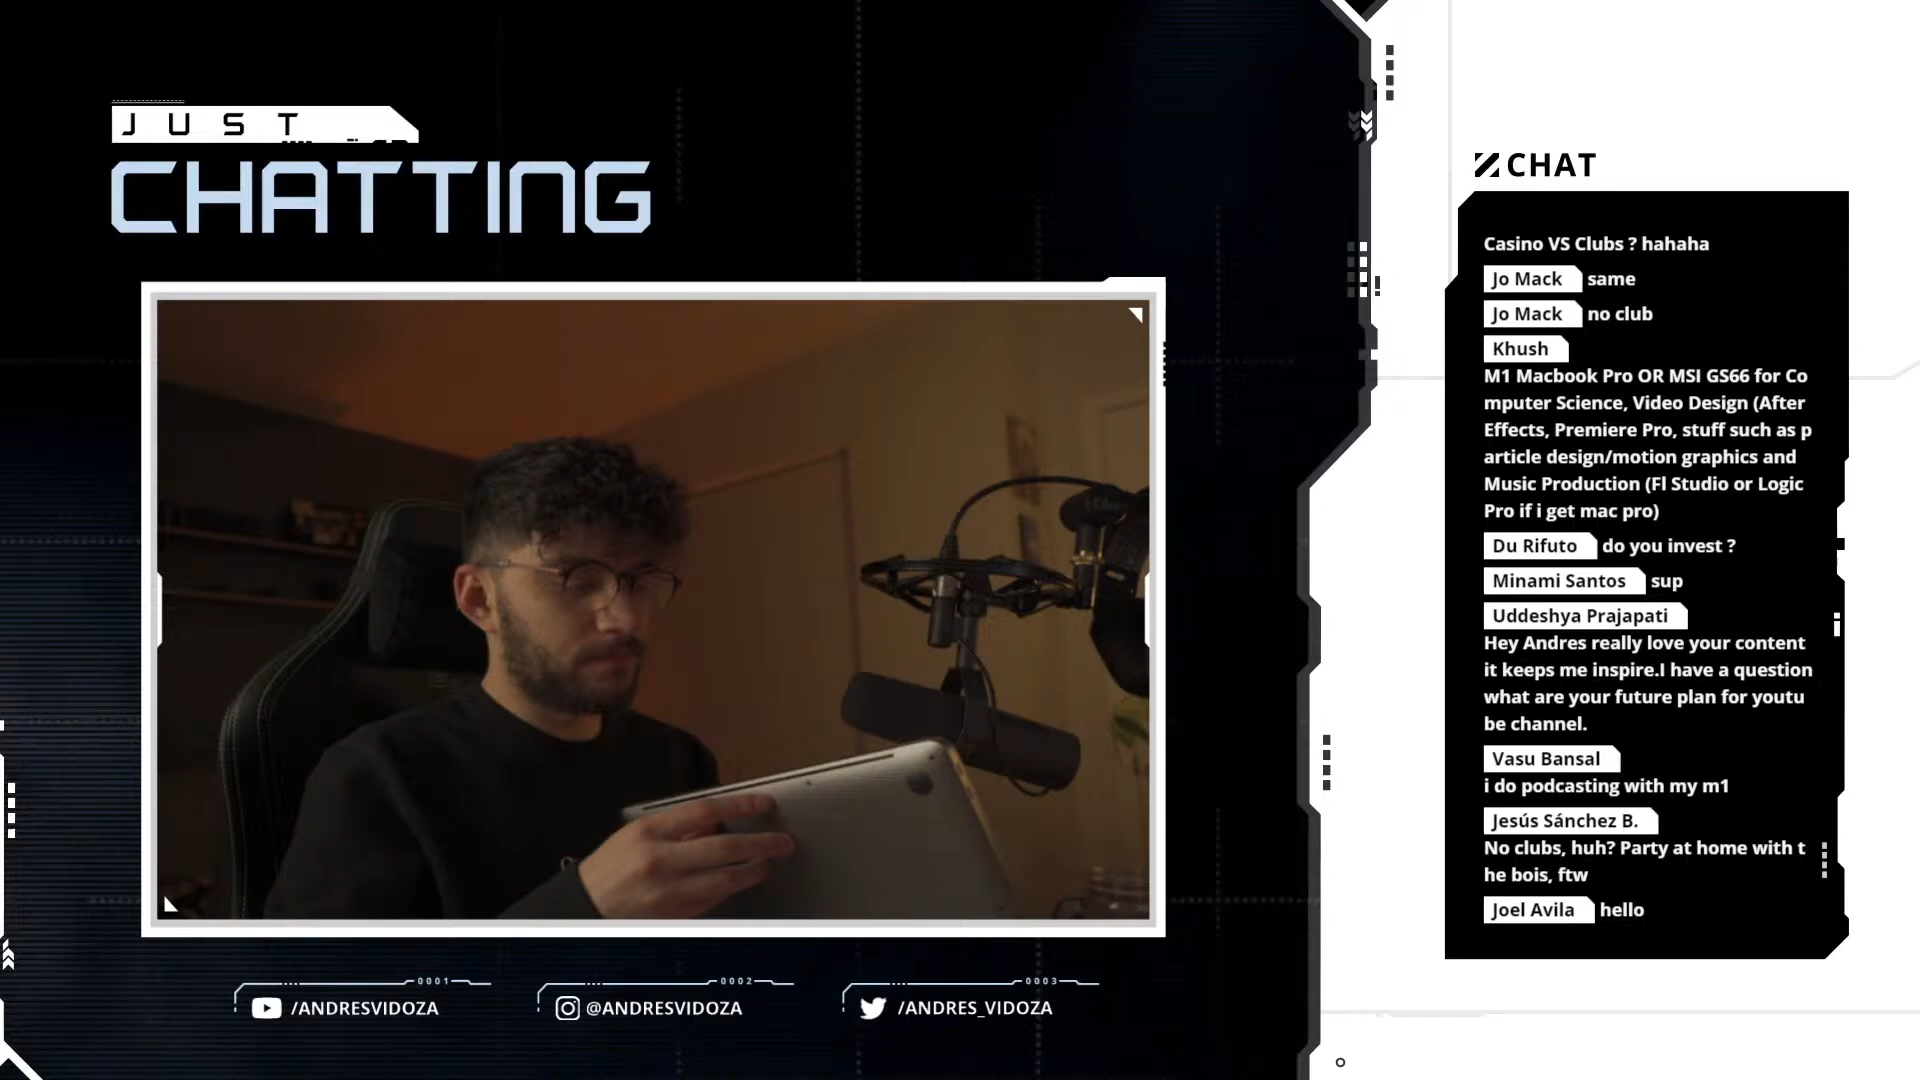 JUST
CHATTING
CHAT
Casino VS Clubs ? hahaha
Jo Mack same
Jo Mack no club
Khush
M1 Macbook Pro OR MSI GS66 for Co
mputer Science, Video Design (After
Effects, Premiere Pro, stuff such as p
article design/motion graphics and
Music Production (Fl Studio or Logic
Pro if i get mac pro)
Du Rifuto do you invest ?
Minami Santos sup
Uddeshya Prajapati
Hey Andres really love your content
it keeps me inspire.I have a question
what are your future plan for youtu
be channel.
Vasu Bansal
i do podcasting with my m1
Jesús Sánchez B.
No clubs, huh? Party at home with t
he bois, ftw
Joel Avila hello
0001
/ANDRESVIDOZA
0002
@ANDRESVIDOZA
0003
/ANDRES_VIDOZA